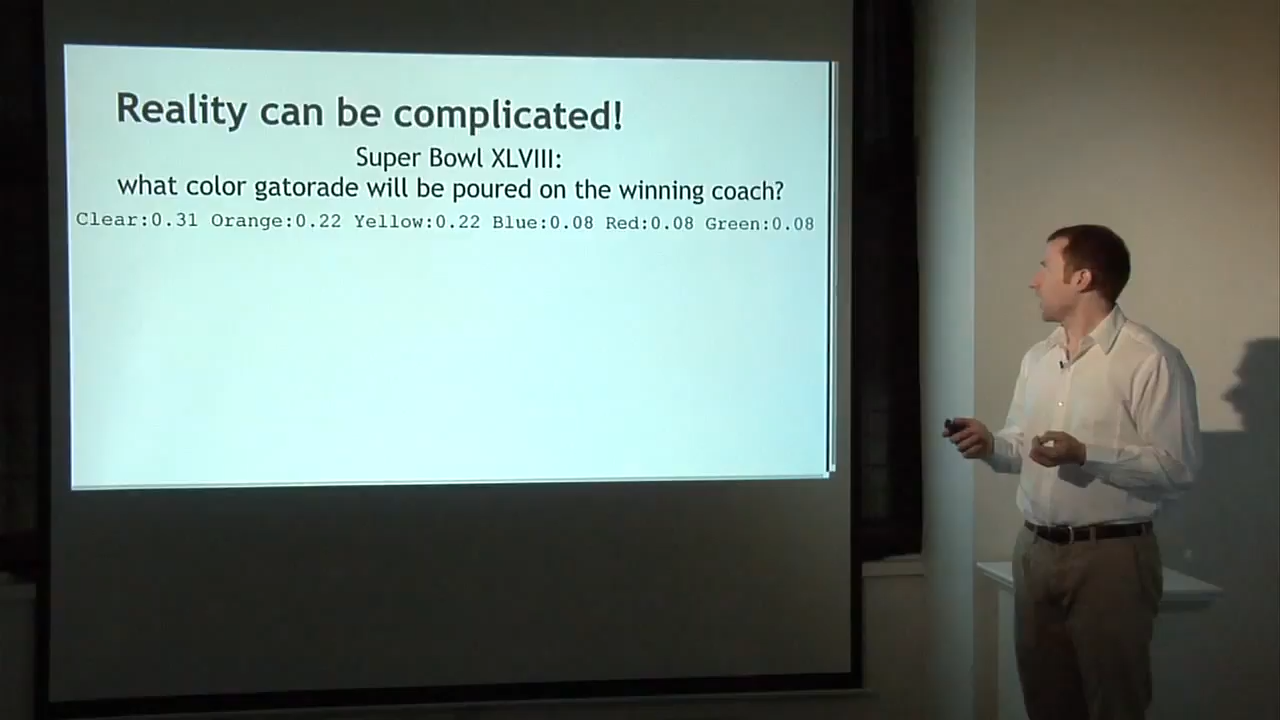 Reality can be complicated!
Super Bowl XLVIII:
what color gatorade will be poured on the winning coach?
Clear:0.31 Orange:0.22 Yellow:0.22 Blue:0.08 Red:0.08 Green:0.08